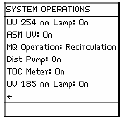 SYSTEM OPERATIONS
UV 254 nm Lamp: On
ASM UV: On
MQ Operation: Recirculation
Dist Pump: On
TOC Meter: On
UV 185 nm Lamp: On
←